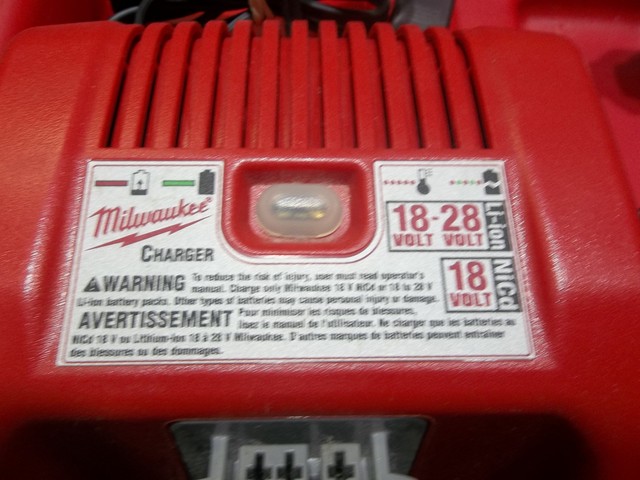 Milwaukee®
CHARGER
18-28
VOLT VOLT
Li-ion
18
VOLT
NiCd
WARNING To reduce the risk of injury, user must read operator's
manual. Charge only Milwaukee 18 V NiCd or 18 to 28 V
Li-ion battery packs. Other types of batteries may cause personal injury or damage.
AVERTISSEMENT Pour minimiser les risques de blessures,
lisez le manuel de l'utilisateur. Ne charger que les batteries au
NiCd 18 V ou Lithium-ion 18 à 28 V Milwaukee. D'autres marques de batteries peuvent entraîner
des blessures ou des dommages.